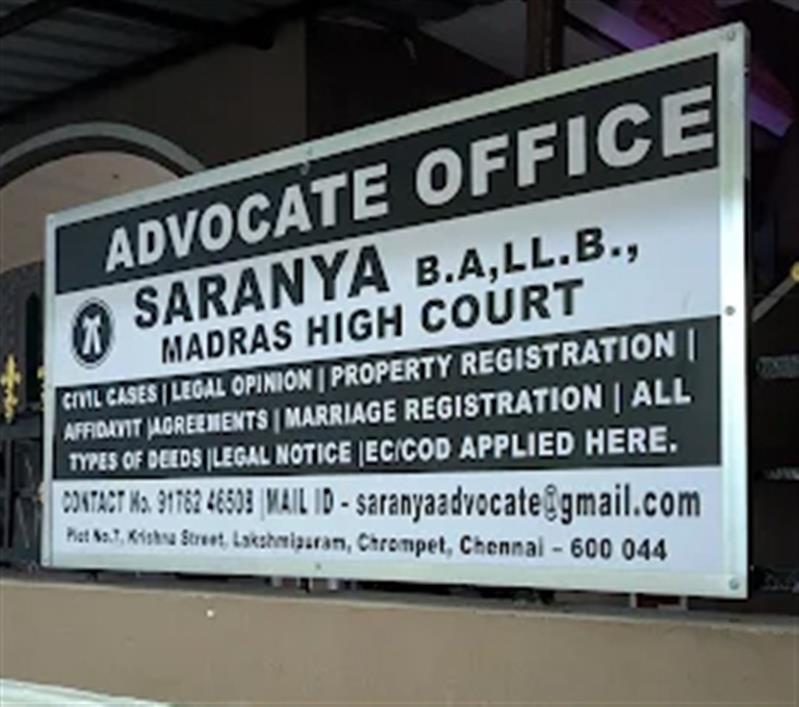 ADVOCATE OFFICE
SARANYA B.A,LL.B.,
MADRAS HIGH COURT
CIVIL CASES | LEGAL OPINION | PROPERTY REGISTRATION |
AFFIDAVIT |AGREEMENTS | MARRIAGE REGISTRATION | ALL
TYPES OF DEEDS |LEGAL NOTICE |EC/COD APPLIED HERE.
CONTACT No. 91762 46508 |MAIL ID - saranyaadvocate@gmail.com
Plot No.7, Krishna Street, Lakshmipuram, Chrompet, Chennai - 600 044